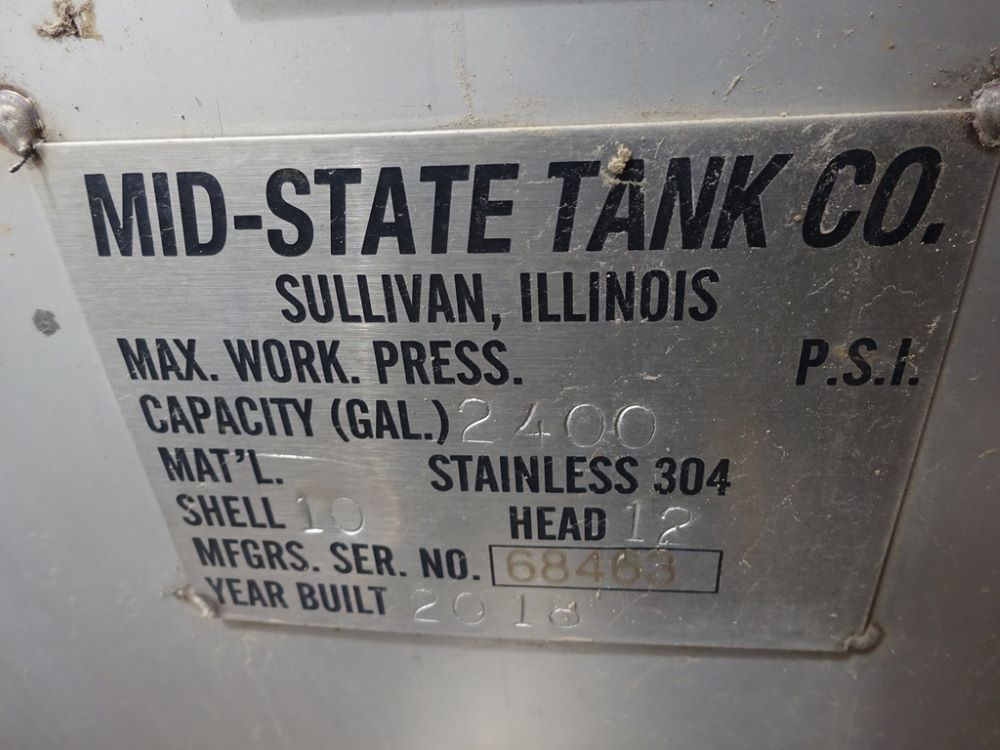 MID-STATE TANK CO.
SULLIVAN, ILLINOIS
MAX. WORK. PRESS. P.S.I.
CAPACITY (GAL.) 2400
MAT'L. STAINLESS 304
SHELL 10 HEAD 12
MFGRS. SER. NO. 68463
YEAR BUILT 2018